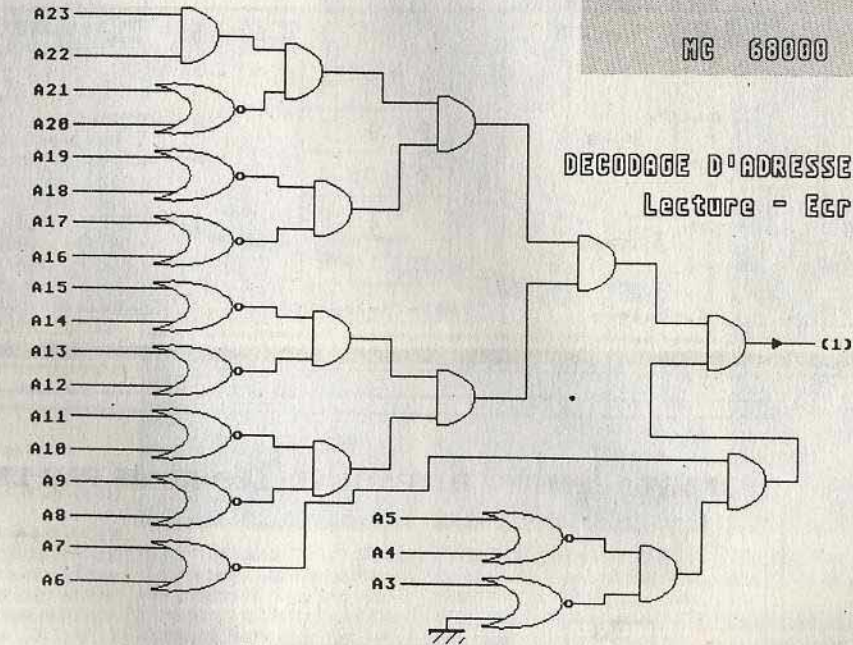 A23
A22
MC 68000
A21
A20
A19
DECODAGE D'ADRESSE
A18
Lecture - Ecr
A17
A16
A15
A14
(1)
A13
A12
A11
A10
A9
A8
A5
A7
A4
A6
A3